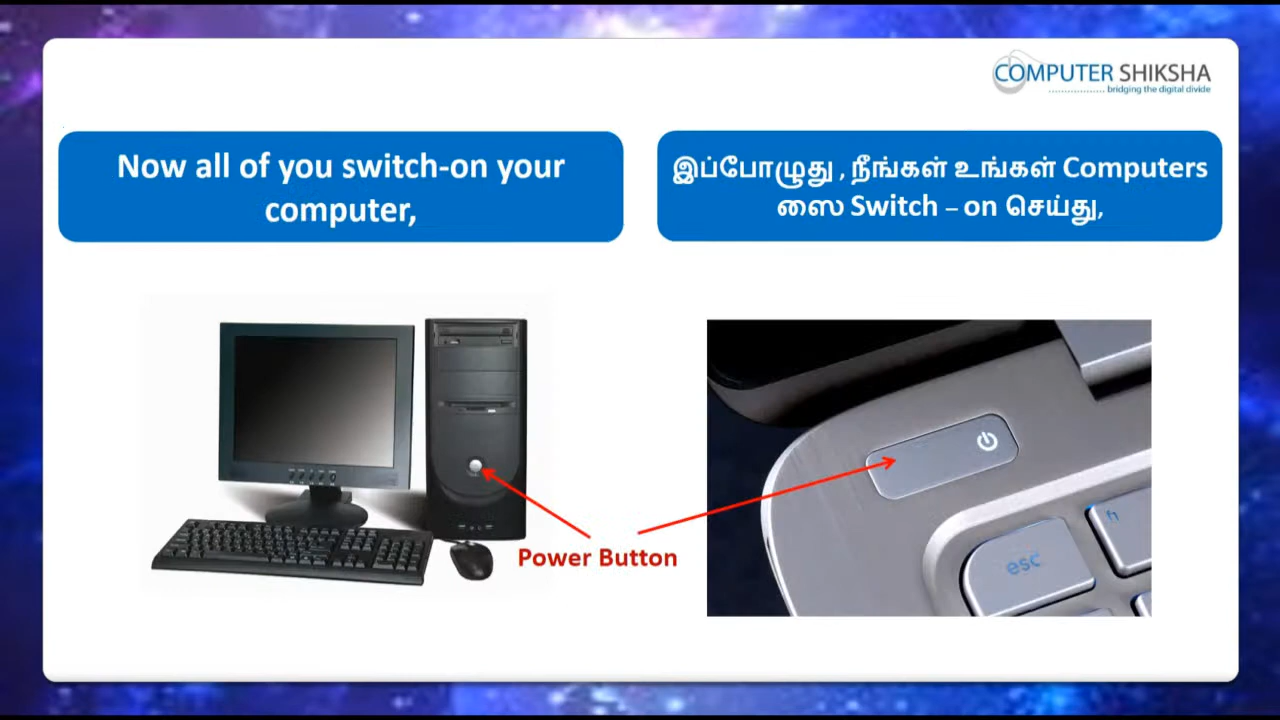 COMPUTER SHIKSHA
bridging the digital divide
Now all of you switch-on your
computer,
இப்போழுது , நீங்கள் உங்கள் Computers
ஸை Switch – on செய்து,
Power Button
esc
f1